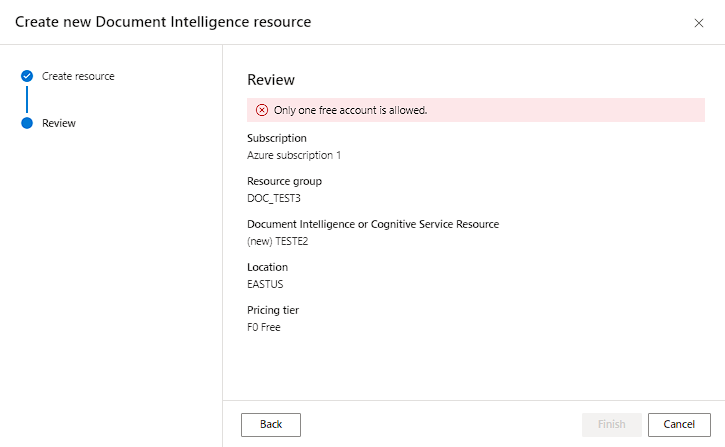 Create new Document Intelligence resource
Create resource
Review
Review
Only one free account is allowed.
Subscription
Azure subscription 1
Resource group
DOC_TEST3
Document Intelligence or Cognitive Service Resource
(new) TESTE2
Location
EASTUS
Pricing tier
F0 Free
Back
Finish
Cancel